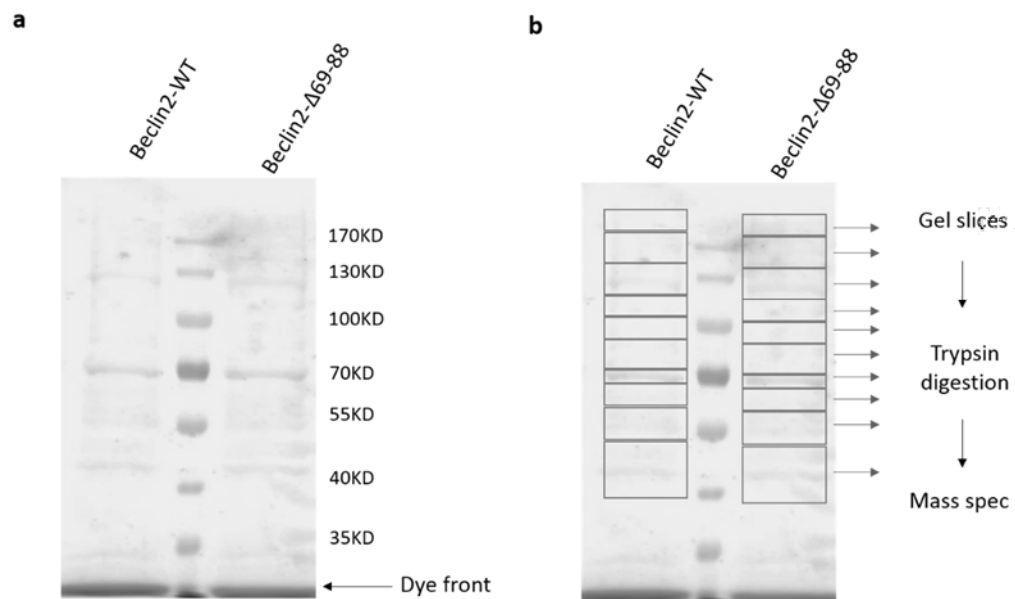 a
Beclin2-WT
Beclin2-Δ69-88
170KD
130KD
100KD
70KD
55KD
40KD
35KD
Dye front
b
Beclin2-WT
Beclin2-Δ69-88
Gel slices
Trypsin
digestion
Mass spec